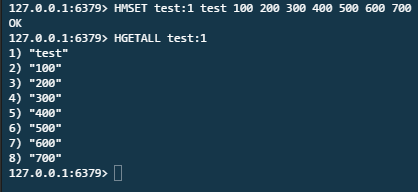 127.0.0.1:6379> HMSET test:1 test 100 200 300 400 500 600 700
OK
127.0.0.1:6379> HGETALL test:1
1) "test"
2) "100"
3) "200"
4) "300"
5) "400"
6) "500"
7) "600"
8) "700"
127.0.0.1:6379>